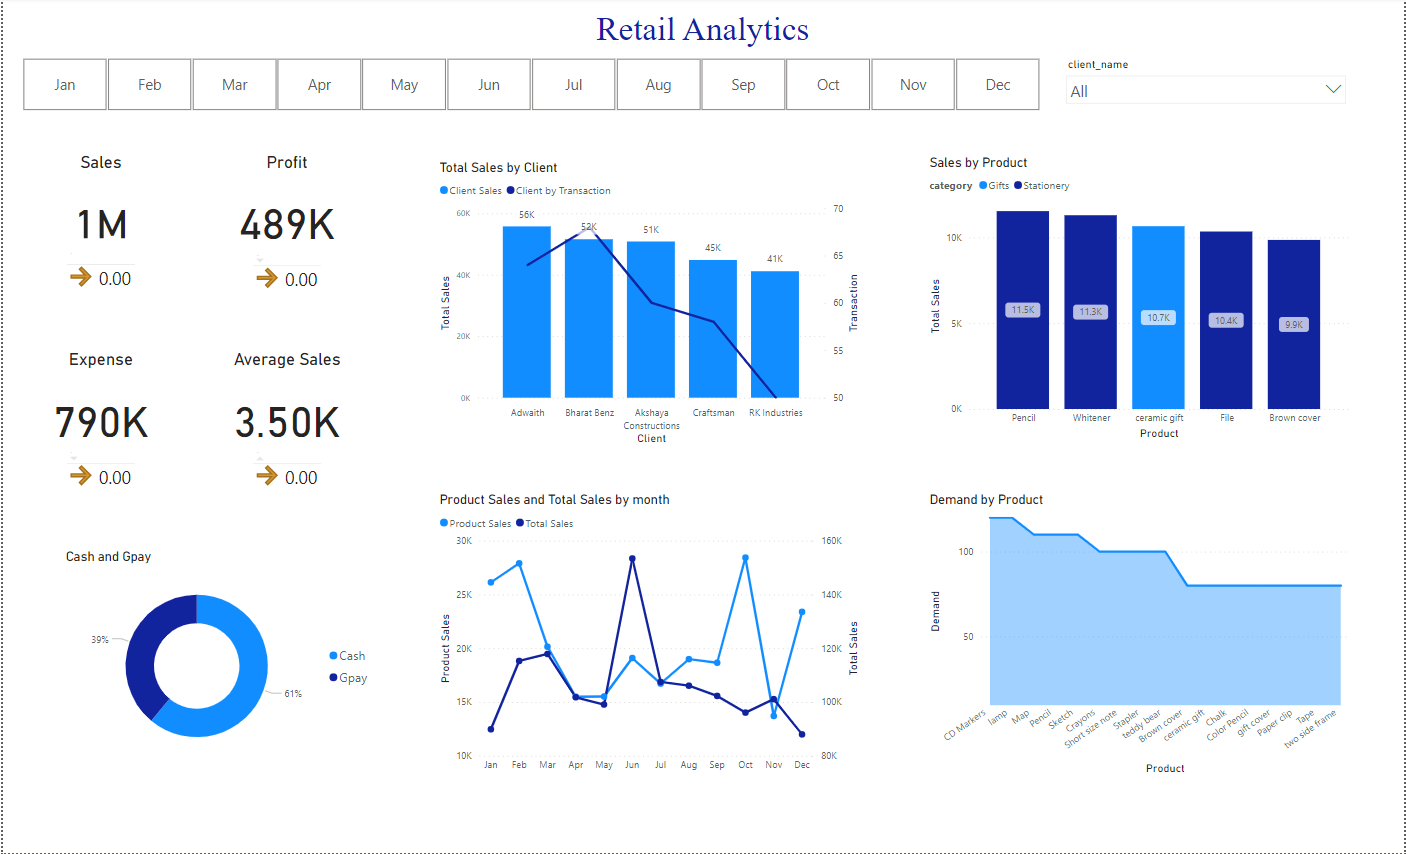 Retail Analytics
Jan Feb Mar Apr May Jun Jul Aug Sep Oct Nov Dec
client_name
All
Sales
1M
0.00
Profit
489K
0.00
Expense
790K
0.00
Average Sales
3.50K
0.00
Cash and Gpay
39%
61%
Cash
Gpay
Total Sales by Client
Client Sales Client by Transaction
60K
40K
20K
0K
Total Sales
56K
52K
51K
45K
41K
70
65
60
55
50
Transaction
Adwaith Bharat Benz Akshaya Constructions Craftsman RK Industries
Client
Sales by Product
category Gifts Stationery
10K
5K
0K
Total Sales
11.5K
11.3K
10.7K
10.4K
9.9K
Pencil Whitener ceramic gift File Brown cover
Product
Product Sales and Total Sales by month
Product Sales Total Sales
30K
25K
20K
15K
10K
Product Sales
160K
140K
120K
100K
80K
Total Sales
Jan Feb Mar Apr May Jun Jul Aug Sep Oct Nov Dec
Demand by Product
100
50
Demand
CD Markers
lamp
Map
Pencil
Sketch
Crayons
Short size note
Stapler
teddy bear
Brown cover
ceramic gift
Chalk
Color Pencil
gift cover
Paper clip
Tape
two side frame
Product